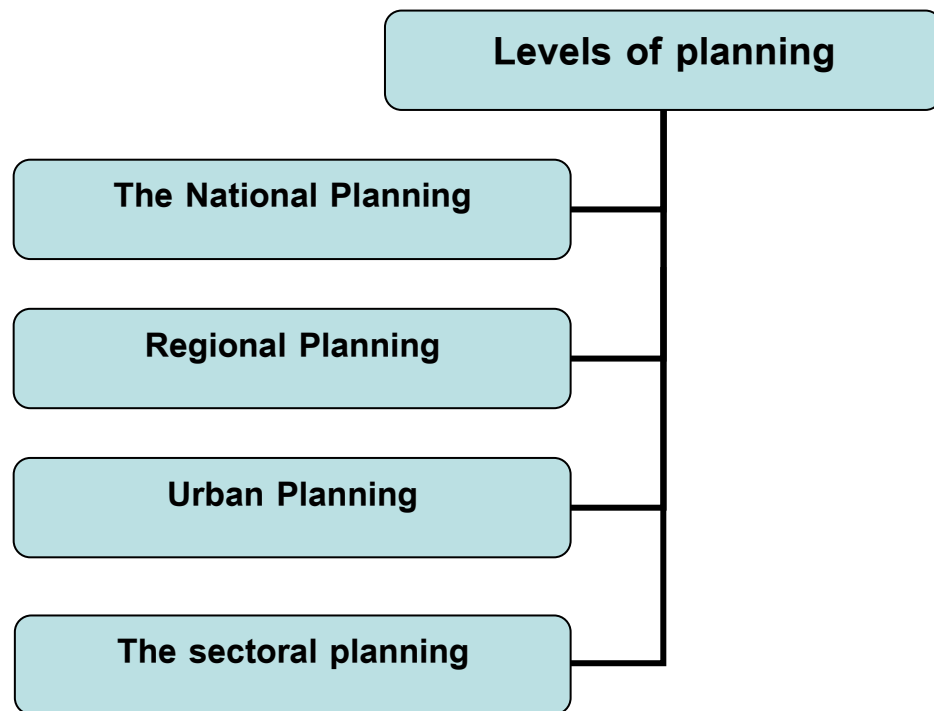 Levels of planning
The National Planning
Regional Planning
Urban Planning
The sectoral planning